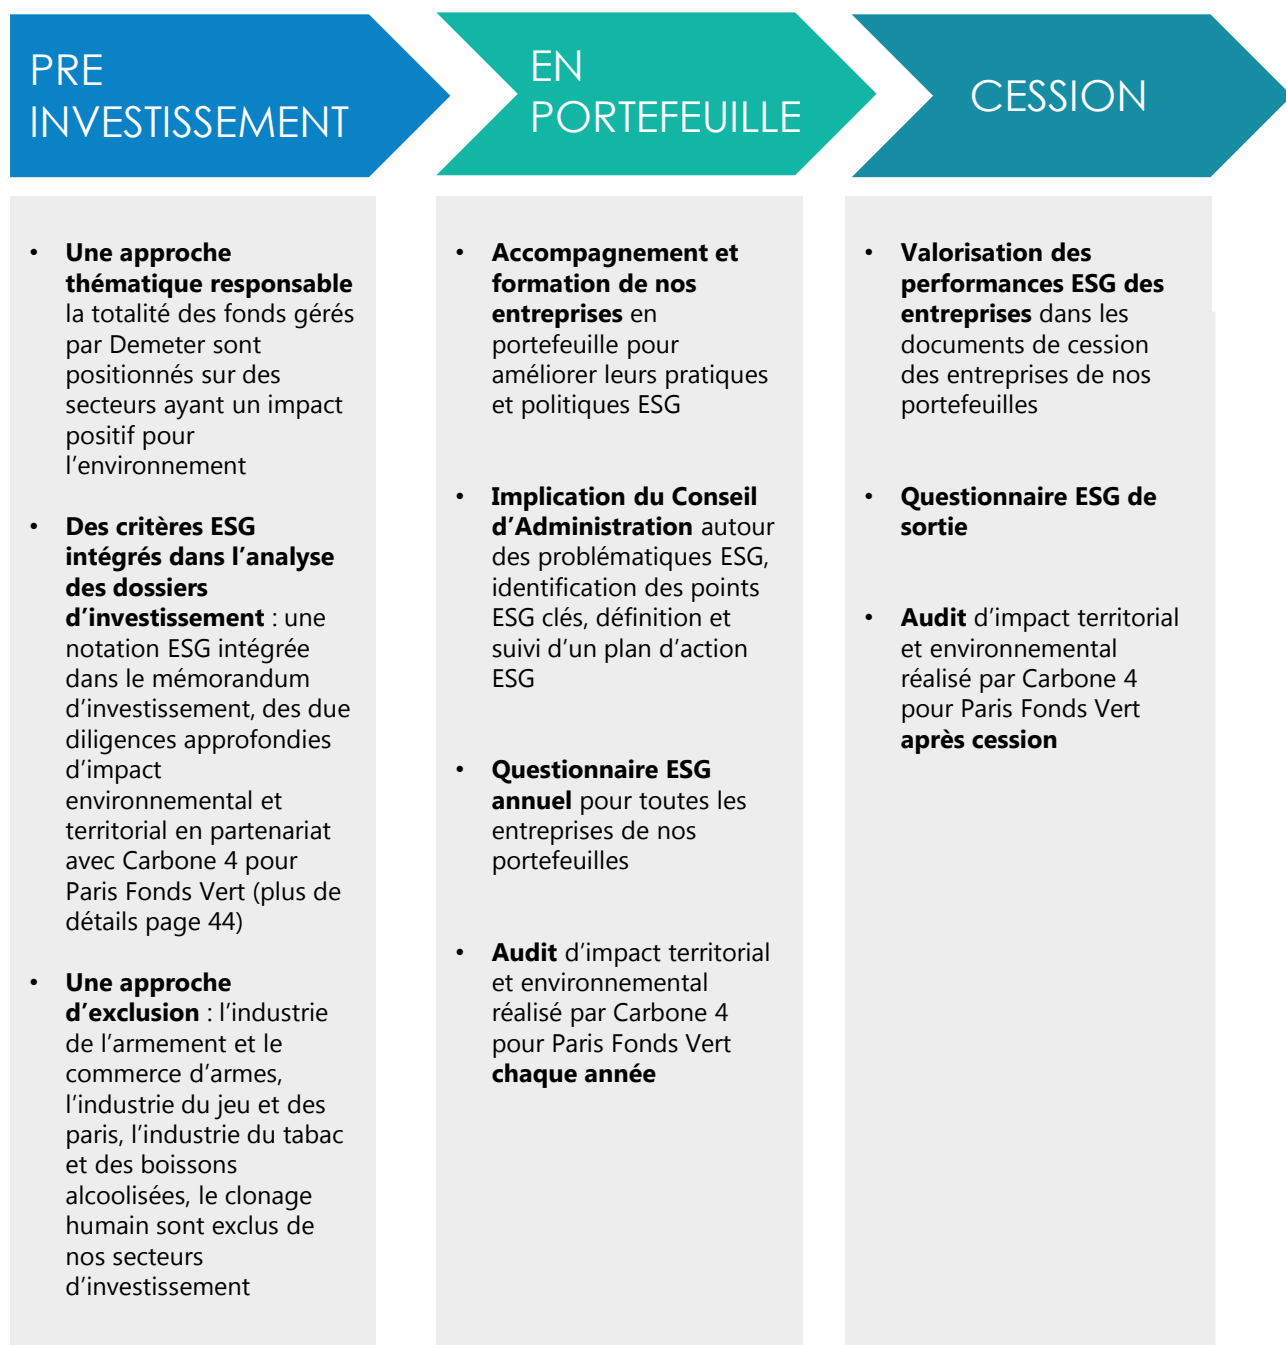 PRE
INVESTISSEMENT
• Une approche
thématique responsable
la totalité des fonds gérés
par Demeter sont
positionnés sur des
secteurs ayant un impact
positif pour
l’environnement
• Des critères ESG
intégrés dans l’analyse
des dossiers
d’investissement : une
notation ESG intégrée
dans le mémorandum
d’investissement, des due
diligences approfondies
d’impact
environnemental et
territorial en partenariat
avec Carbone 4 pour
Paris Fonds Vert (plus de
détails page 44)
• Une approche
d’exclusion : l’industrie
de l’armement et le
commerce d’armes,
l’industrie du jeu et des
paris, l’industrie du tabac
et des boissons
alcoolisées, le clonage
humain sont exclus de
nos secteurs
d’investissement
EN
PORTEFEUILLE
• Accompagnement et
formation de nos
entreprises en
portefeuille pour
améliorer leurs pratiques
et politiques ESG
• Implication du Conseil
d’Administration autour
des problématiques ESG,
identification des points
ESG clés, définition et
suivi d’un plan d’action
ESG
• Questionnaire ESG
annuel pour toutes les
entreprises de nos
portefeuilles
• Audit d’impact territorial
et environnemental
réalisé par Carbone 4
pour Paris Fonds Vert
chaque année
CESSION
• Valorisation des
performances ESG des
entreprises dans les
documents de cession
des entreprises de nos
portefeuilles
• Questionnaire ESG de
sortie
• Audit d’impact territorial
et environnemental
réalisé par Carbone 4
pour Paris Fonds Vert
après cession